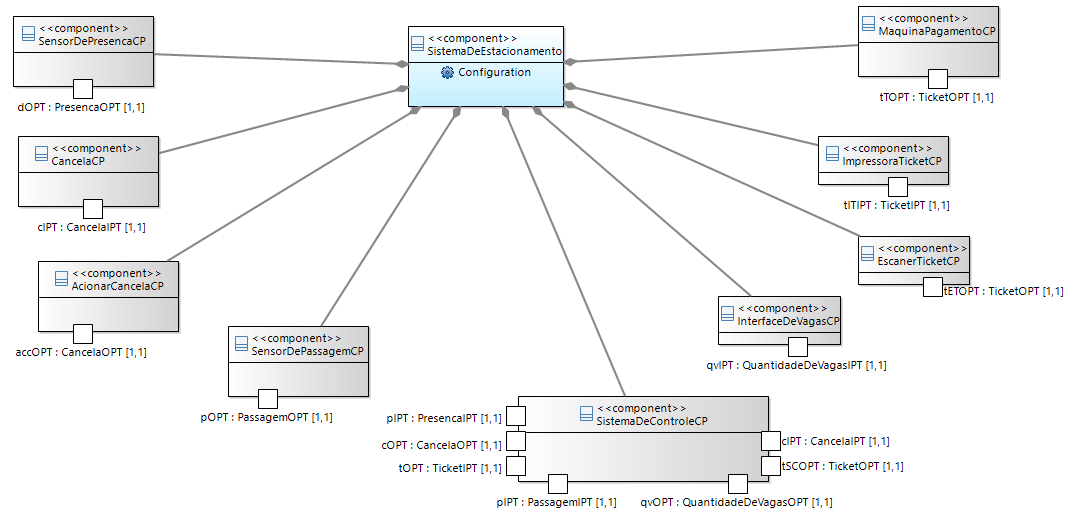 <<component>>
SensorDePresencaCP
dOPT : PresencaOPT [1,1]
<<component>>
SistemaDeEstacionamento
Configuration
<<component>>
MaquinaPagamentoCP
tTOPT : TicketOPT [1,1]
<<component>>
CancelaCP
cIPT : CancelaIPT [1,1]
<<component>>
ImpressoraTicketCP
tITIPT : TicketIPT [1,1]
<<component>>
AcionarCancelaCP
accOPT : CancelaOPT [1,1]
<<component>>
EscanerTicketCP
tETOPT : TicketOPT [1,1]
<<component>>
SensorDePassagemCP
pOPT : PassagemOPT [1,1]
<<component>>
InterfaceDeVagasCP
qvIPT : QuantidadeDeVagasIPT [1,1]
<<component>>
SistemaDeControleCP
pIPT : PresencaIPT [1,1]
cOPT : CancelaOPT [1,1]
tOPT : TicketIPT [1,1]
cIPT : CancelaIPT [1,1]
tSCOPT : TicketOPT [1,1]
pIPT : PassagemIPT [1,1]
qvOPT : QuantidadeDeVagasOPT [1,1]